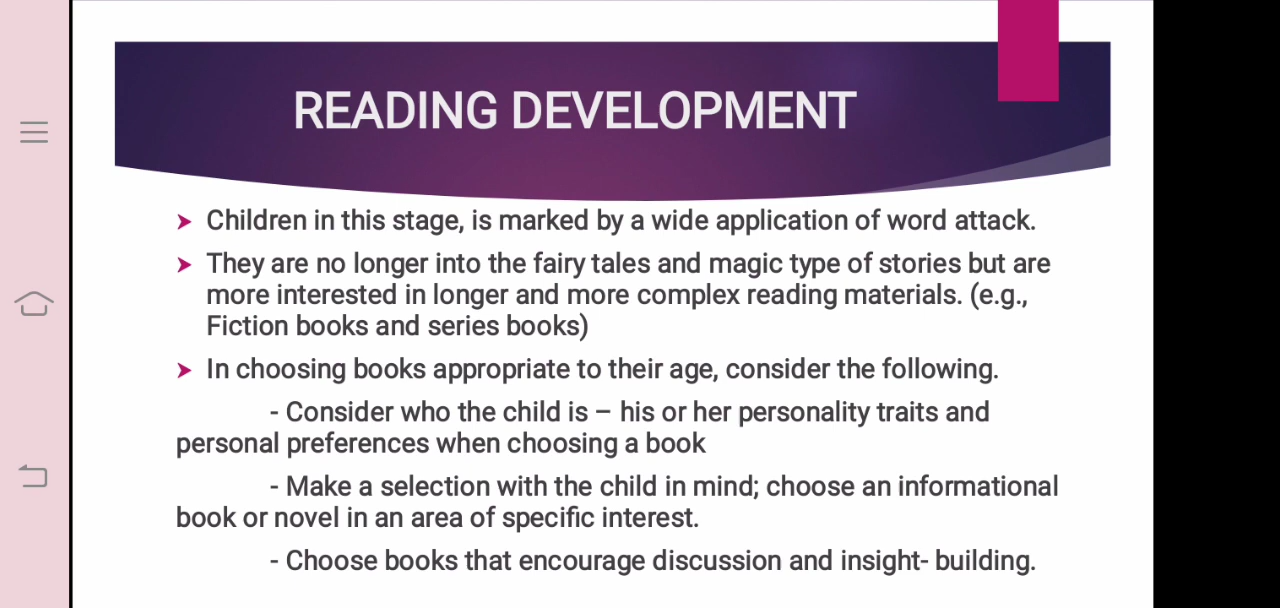 READING DEVELOPMENT
Children in this stage, is marked by a wide application of word attack.
They are no longer into the fairy tales and magic type of stories but are
more interested in longer and more complex reading materials. (e.g.,
Fiction books and series books)
In choosing books appropriate to their age, consider the following.
- Consider who the child is – his or her personality traits and
personal preferences when choosing a book
- Make a selection with the child in mind; choose an informational
book or novel in an area of specific interest.
- Choose books that encourage discussion and insight- building.